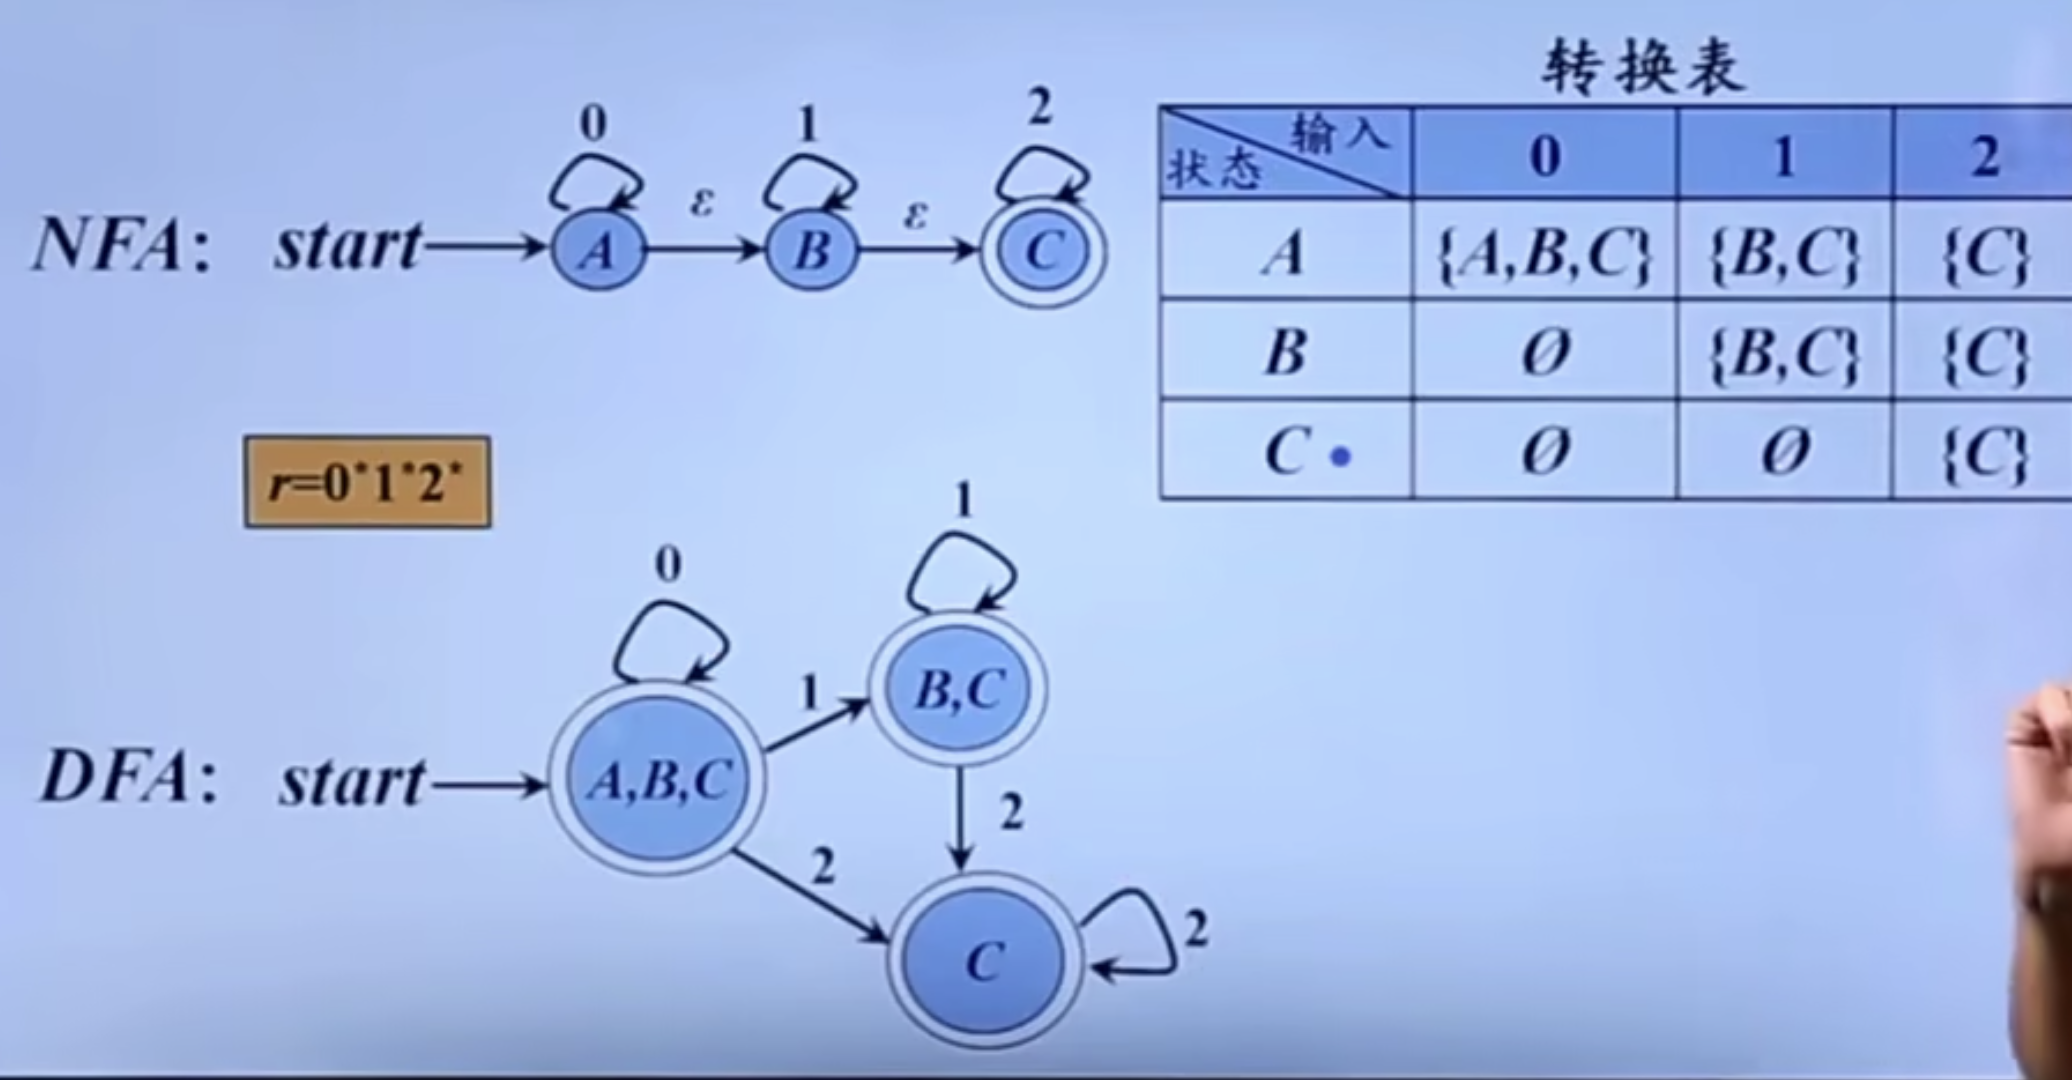 转换表
输入 0 1 2
状态
A {A,B,C} {B,C} {C}
B Ø {B,C} {C}
C Ø Ø {C}
0 1 2
NFA: start A ε B ε C
r=0*1*2*
0 1
DFA: start A,B,C 1 B,C
2 2
C 2